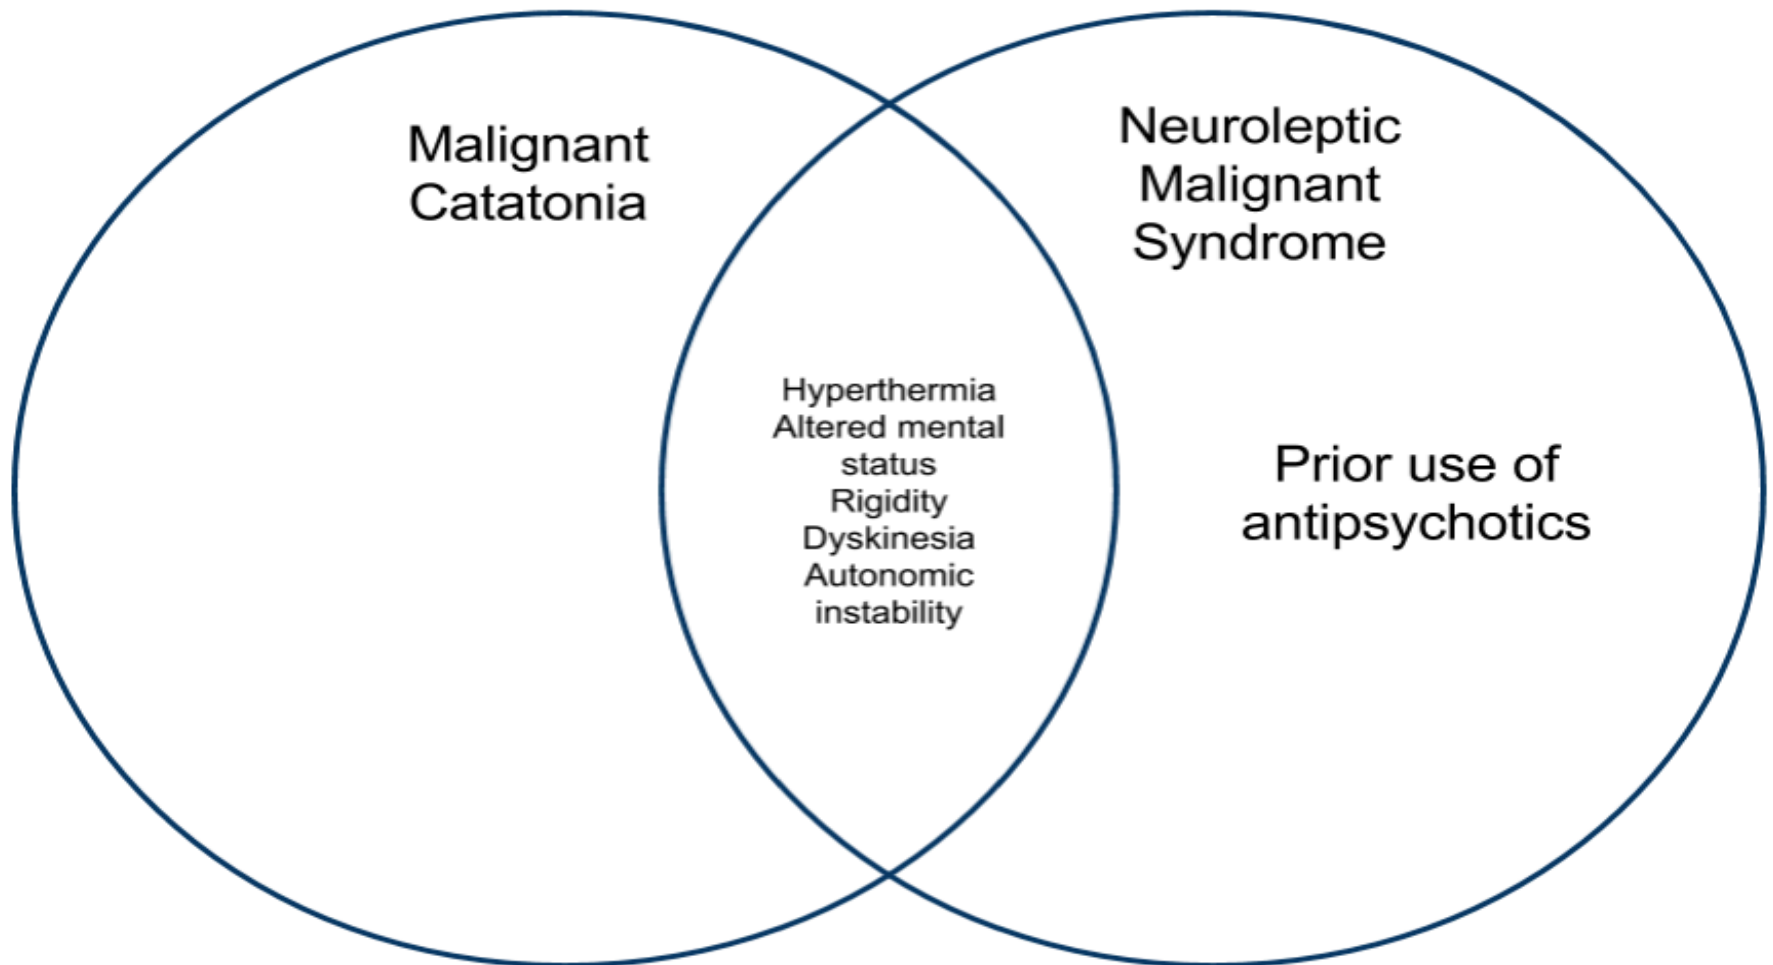 Malignant
Catatonia
Neuroleptic
Malignant
Syndrome
Hyperthermia
Altered mental
status
Rigidity
Dyskinesia
Autonomic
instability
Prior use of
antipsychotics